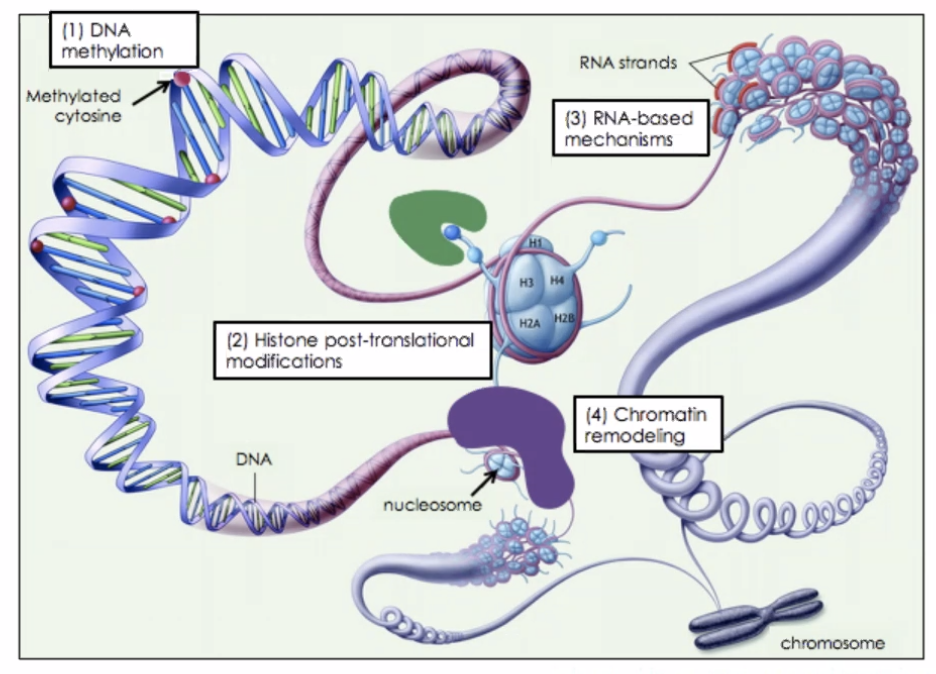 (1) DNA
methylation
Methylated
cytosine
RNA strands
(3) RNA-based
mechanisms
H1
H3 H4
H2A H2B
(2) Histone post-translational
modifications
(4) Chromatin
remodeling
DNA
nucleosome
chromosome